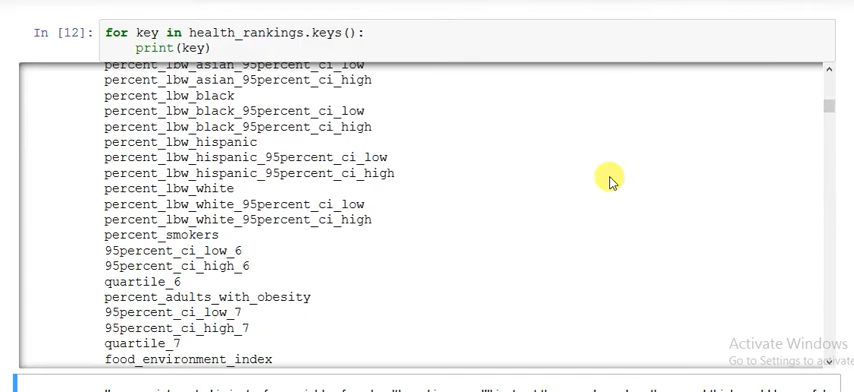 In [12]: for key in health_rankings.keys():
print(key)
percent_lbw_asian_95percent_ci_low
percent_lbw_asian_95percent_ci_high
percent_lbw_black
percent_lbw_black_95percent_ci_low
percent_lbw_black_95percent_ci_high
percent_lbw_hispanic
percent_lbw_hispanic_95percent_ci_low
percent_lbw_hispanic_95percent_ci_high
percent_lbw_white
percent_lbw_white_95percent_ci_low
percent_lbw_white_95percent_ci_high
percent_smokers
95percent_ci_low_6
95percent_ci_high_6
quartile_6
percent_adults_with_obesity
95percent_ci_low_7
95percent_ci_high_7
quartile_7
food_environment_index
Activate Windows
Go to Settings to activate